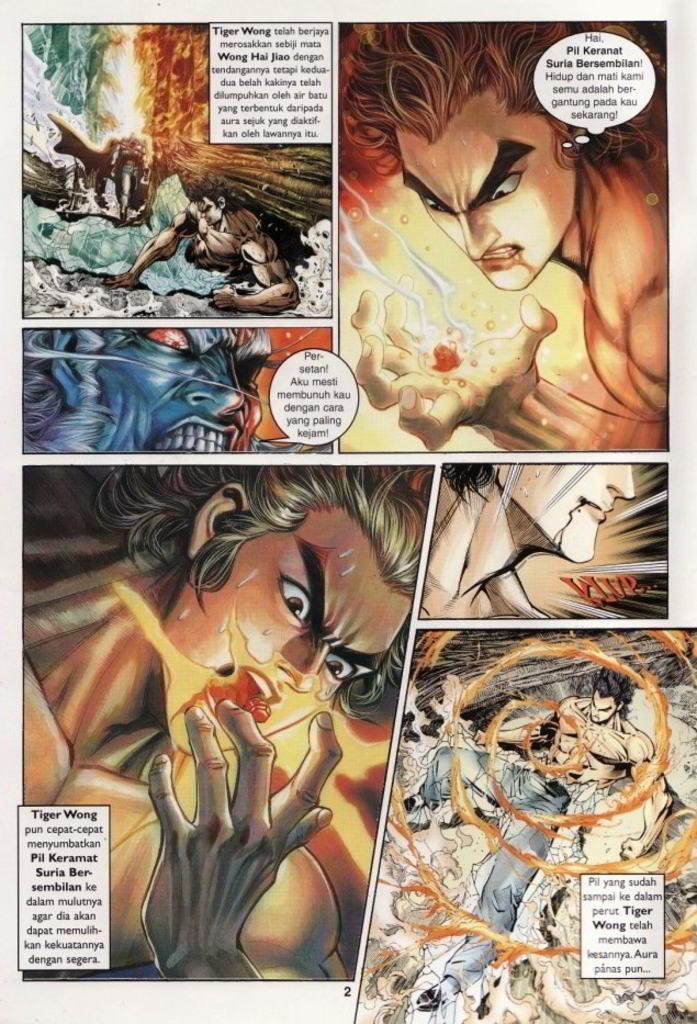 Tiger Wong telah berjaya
merosakkan sebiji mata
Wong Hai Jiao dengan
tendangannya tetapi kedua-
dua belah kakinya telah
dilumpuhkan oleh air batu
yang terbentuk daripada
aura sejuk yang diaktif-
kan oleh lawannya itu.
Hai,
Pil Keranat
Suria Bersembilan!
Hidup dan mati kami
semu adalah ber-
gantung pada kau
sekarang!
Per-
setan!
Aku mesti
membunuh kau
dengan cara
yang paling
kejam!
Tiger Wong
pun cepat-cepat
menyumbatkan
Pil Keramat
Suria Ber-
sembilan ke
dalam mulutnya
agar dia akan
dapat memulih-
kan kekuatannya
dengan segera.
Pil yang sudah
sampai ke dalam
perut Tiger
Wong telah
membawa
kesannya. Aura
panas pun...
2